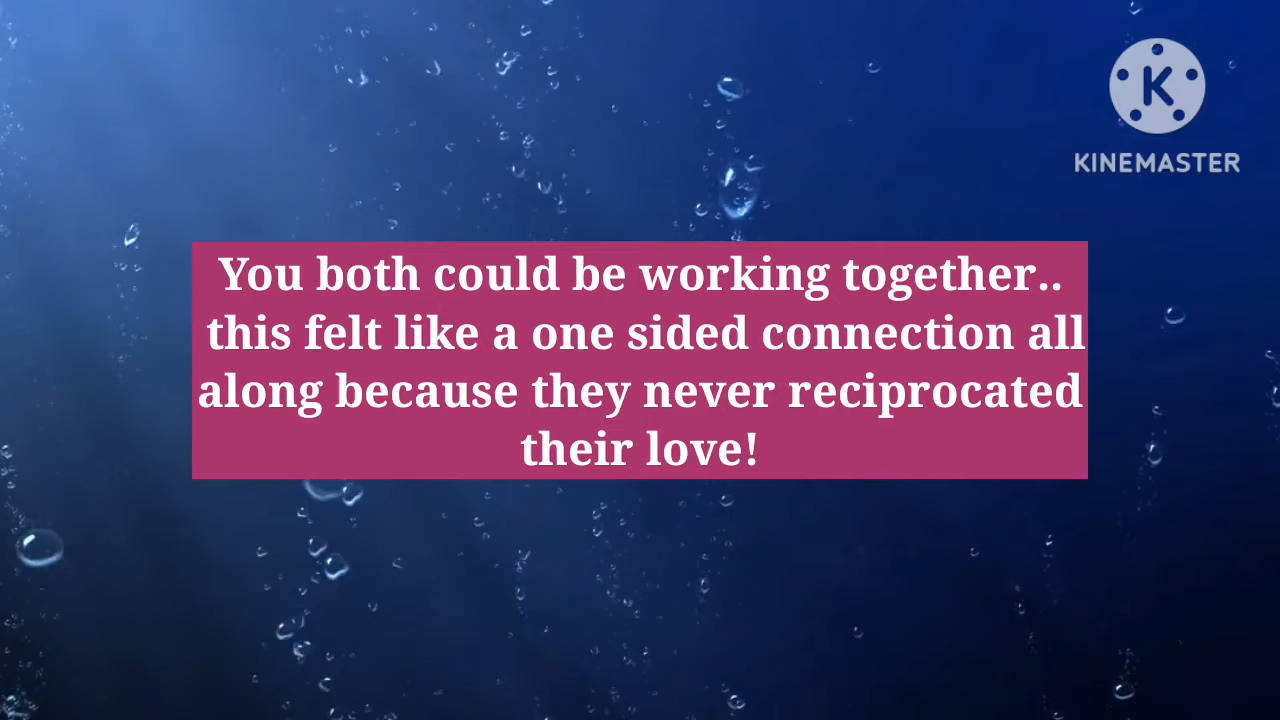 K
KINEMASTER
You both could be working together..
this felt like a one sided connection all
along because they never reciprocated
their love!